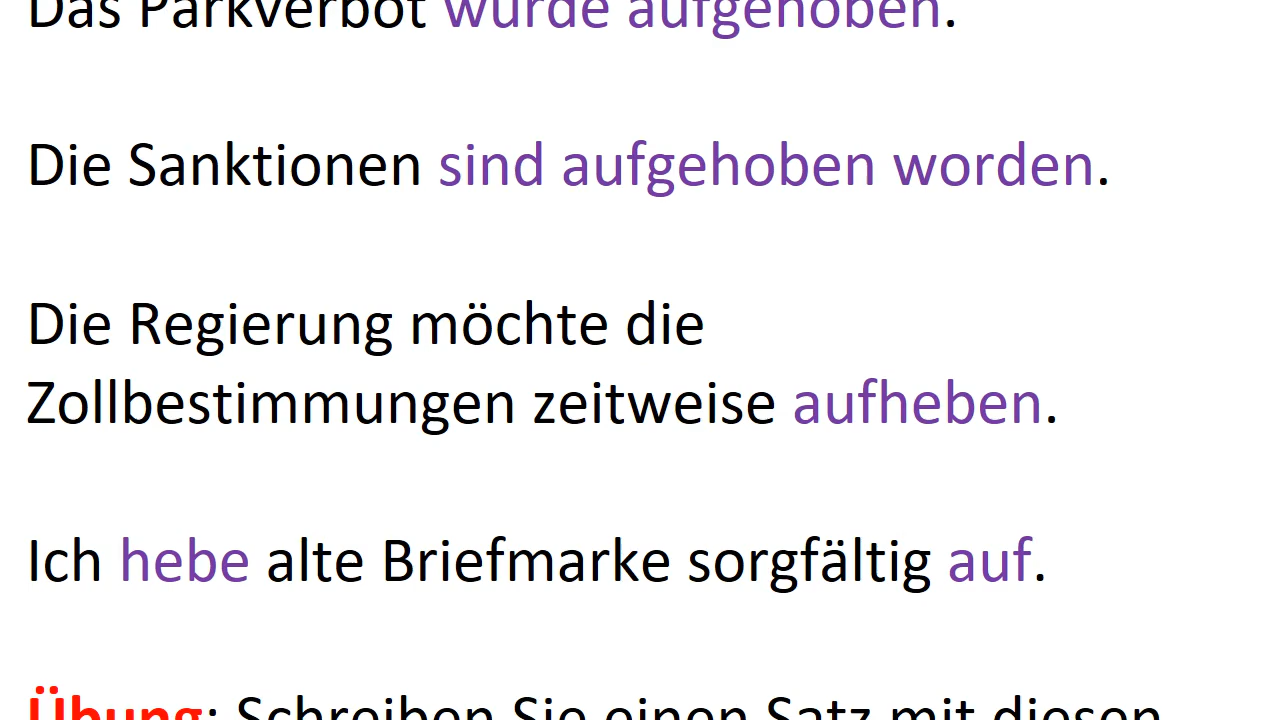 Das Parkverbot wurde aufgehoben.
Die Sanktionen sind aufgehoben worden.
Die Regierung möchte die
Zollbestimmungen zeitweise aufheben.
Ich hebe alte Briefmarke sorgfältig auf.
Übung: Schreiben Sie einen Satz mit diesen